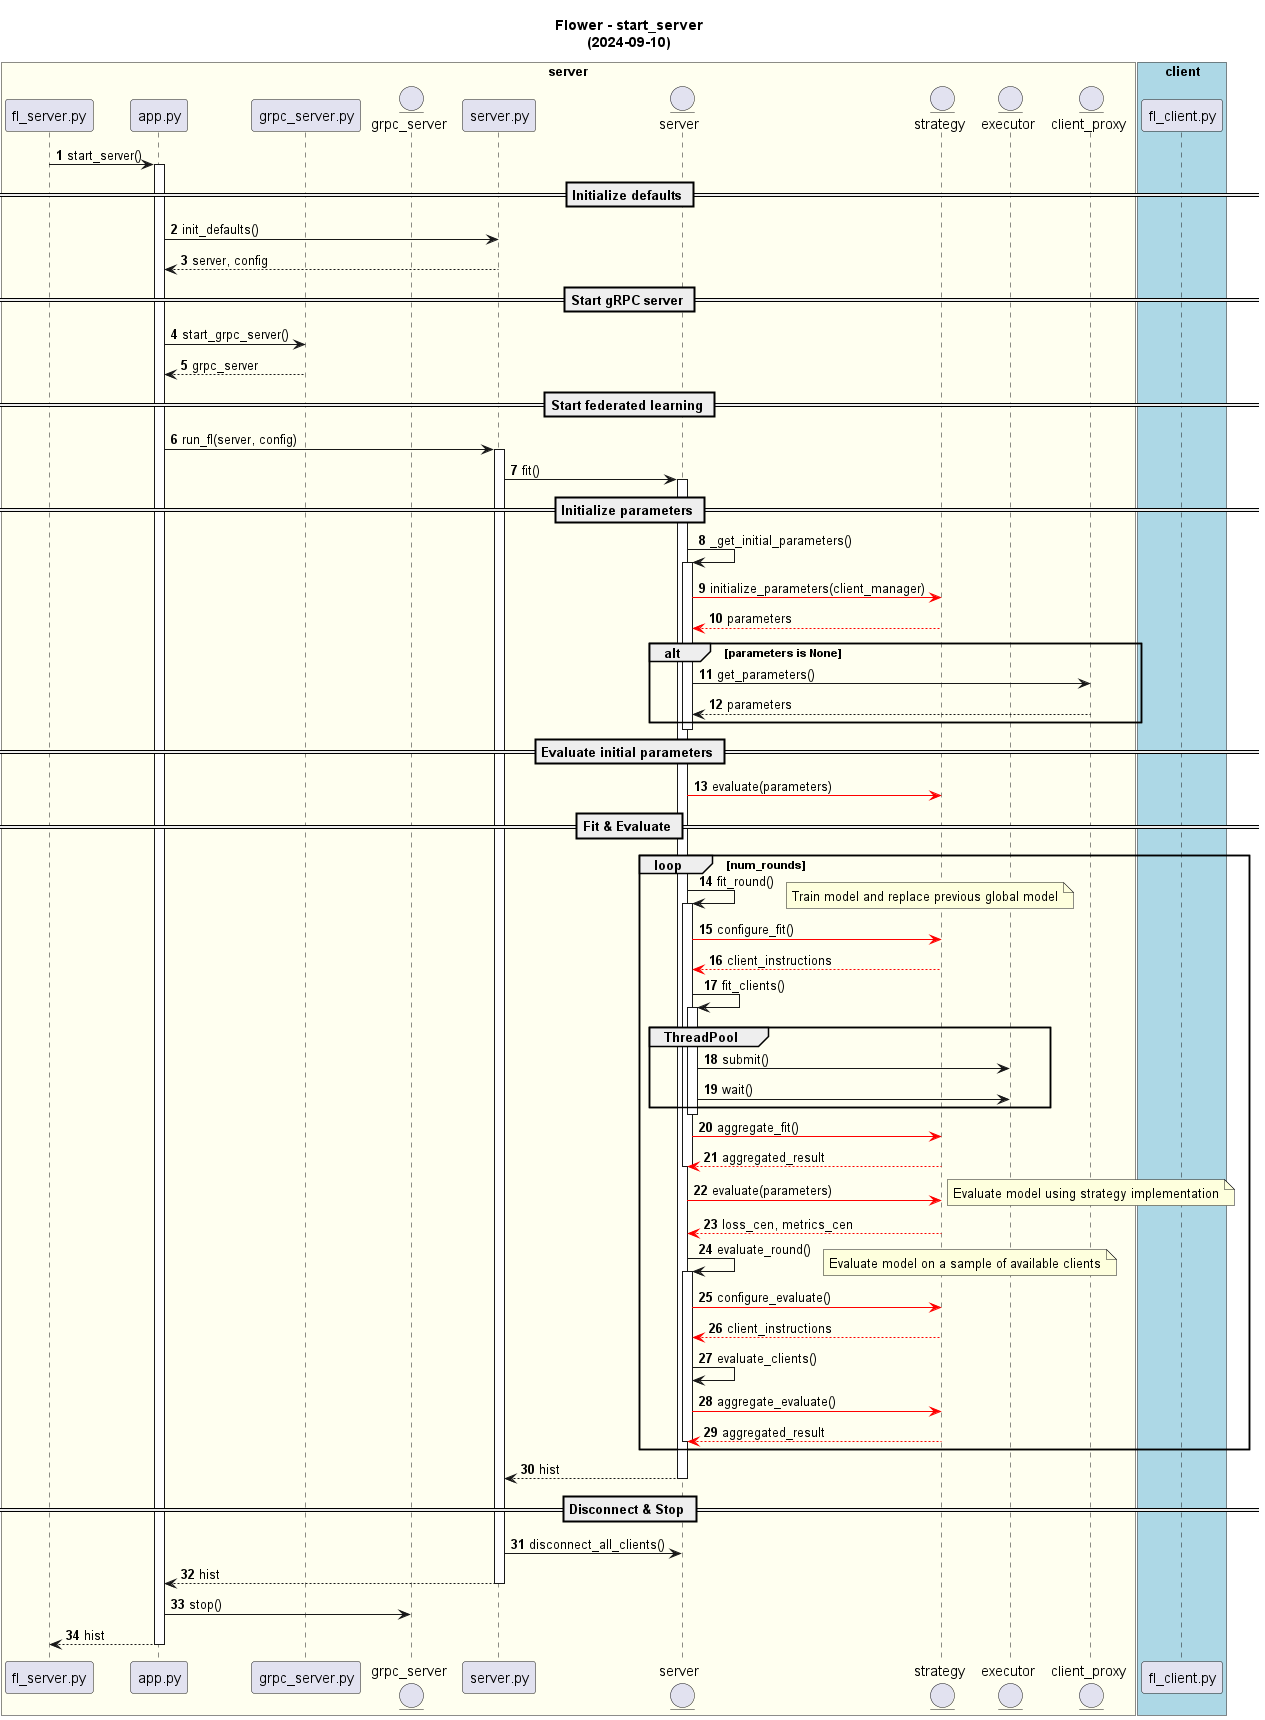 Flower - start_server
(2024-09-10)
server
client
fl_server.py
app.py
grpc_server.py
grpc_server
server.py
server
strategy
executor
client_proxy
fl_client.py
1 start_server()
Initialize defaults
2 init_defaults()
3 server, config
Start gRPC server
4 start_grpc_server()
5 grpc_server
Start federated learning
6 run_fl(server, config)
7 fit()
Initialize parameters
8 _get_initial_parameters()
9 initialize_parameters(client_manager)
10 parameters
alt [parameters is None]
11 get_parameters()
12 parameters
Evaluate initial parameters
13 evaluate(parameters)
Fit & Evaluate
loop [num_rounds]
14 fit_round()
Train model and replace previous global model
15 configure_fit()
16 client_instructions
17 fit_clients()
ThreadPool
18 submit()
19 wait()
20 aggregate_fit()
21 aggregated_result
22 evaluate(parameters)
Evaluate model using strategy implementation
23 loss_cen, metrics_cen
24 evaluate_round()
Evaluate model on a sample of available clients
25 configure_evaluate()
26 client_instructions
27 evaluate_clients()
28 aggregate_evaluate()
29 aggregated_result
30 hist
Disconnect & Stop
31 disconnect_all_clients()
32 hist
33 stop()
34 hist
fl_server.py
app.py
grpc_server.py
grpc_server
server.py
server
strategy
executor
client_proxy
fl_client.py